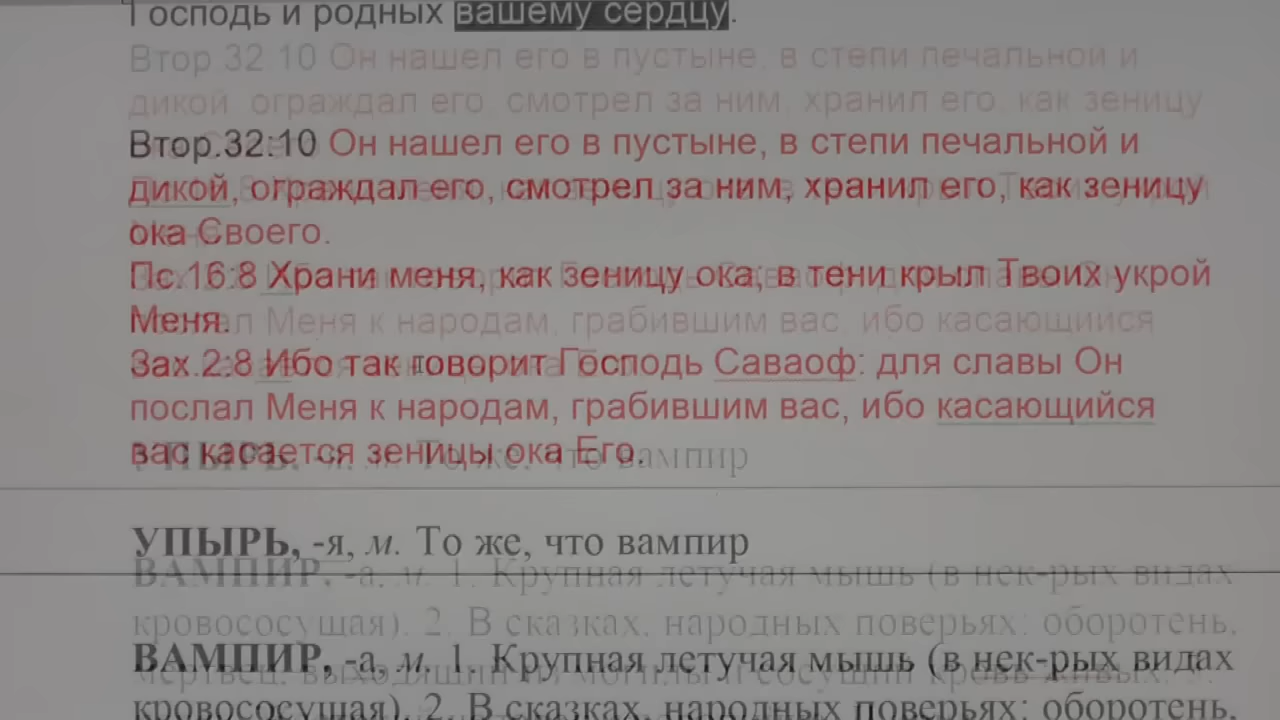 Господь и родных вашему сердцу.
Втор.32:10 Он нашел его в пустыне, в степи печальной и
дикой, ограждал его, смотрел за ним, хранил его, как зеницу
ока Своего.
Пс.16:8 Храни меня, как зеницу ока; в тени крыл Твоих укрой
Меня.
Зах.2:8 Ибо так говорит Господь Саваоф: для славы Он
послал Меня к народам, грабившим вас, ибо касающийся
вас касается зеницы ока Его.
УПЫРЬ, -я, м. То же, что вампир
ВАМПИР, -а, м. 1. Крупная летучая мышь (в нек-рых видах
кровососущая). 2. В сказках, народных поверьях: оборотень,